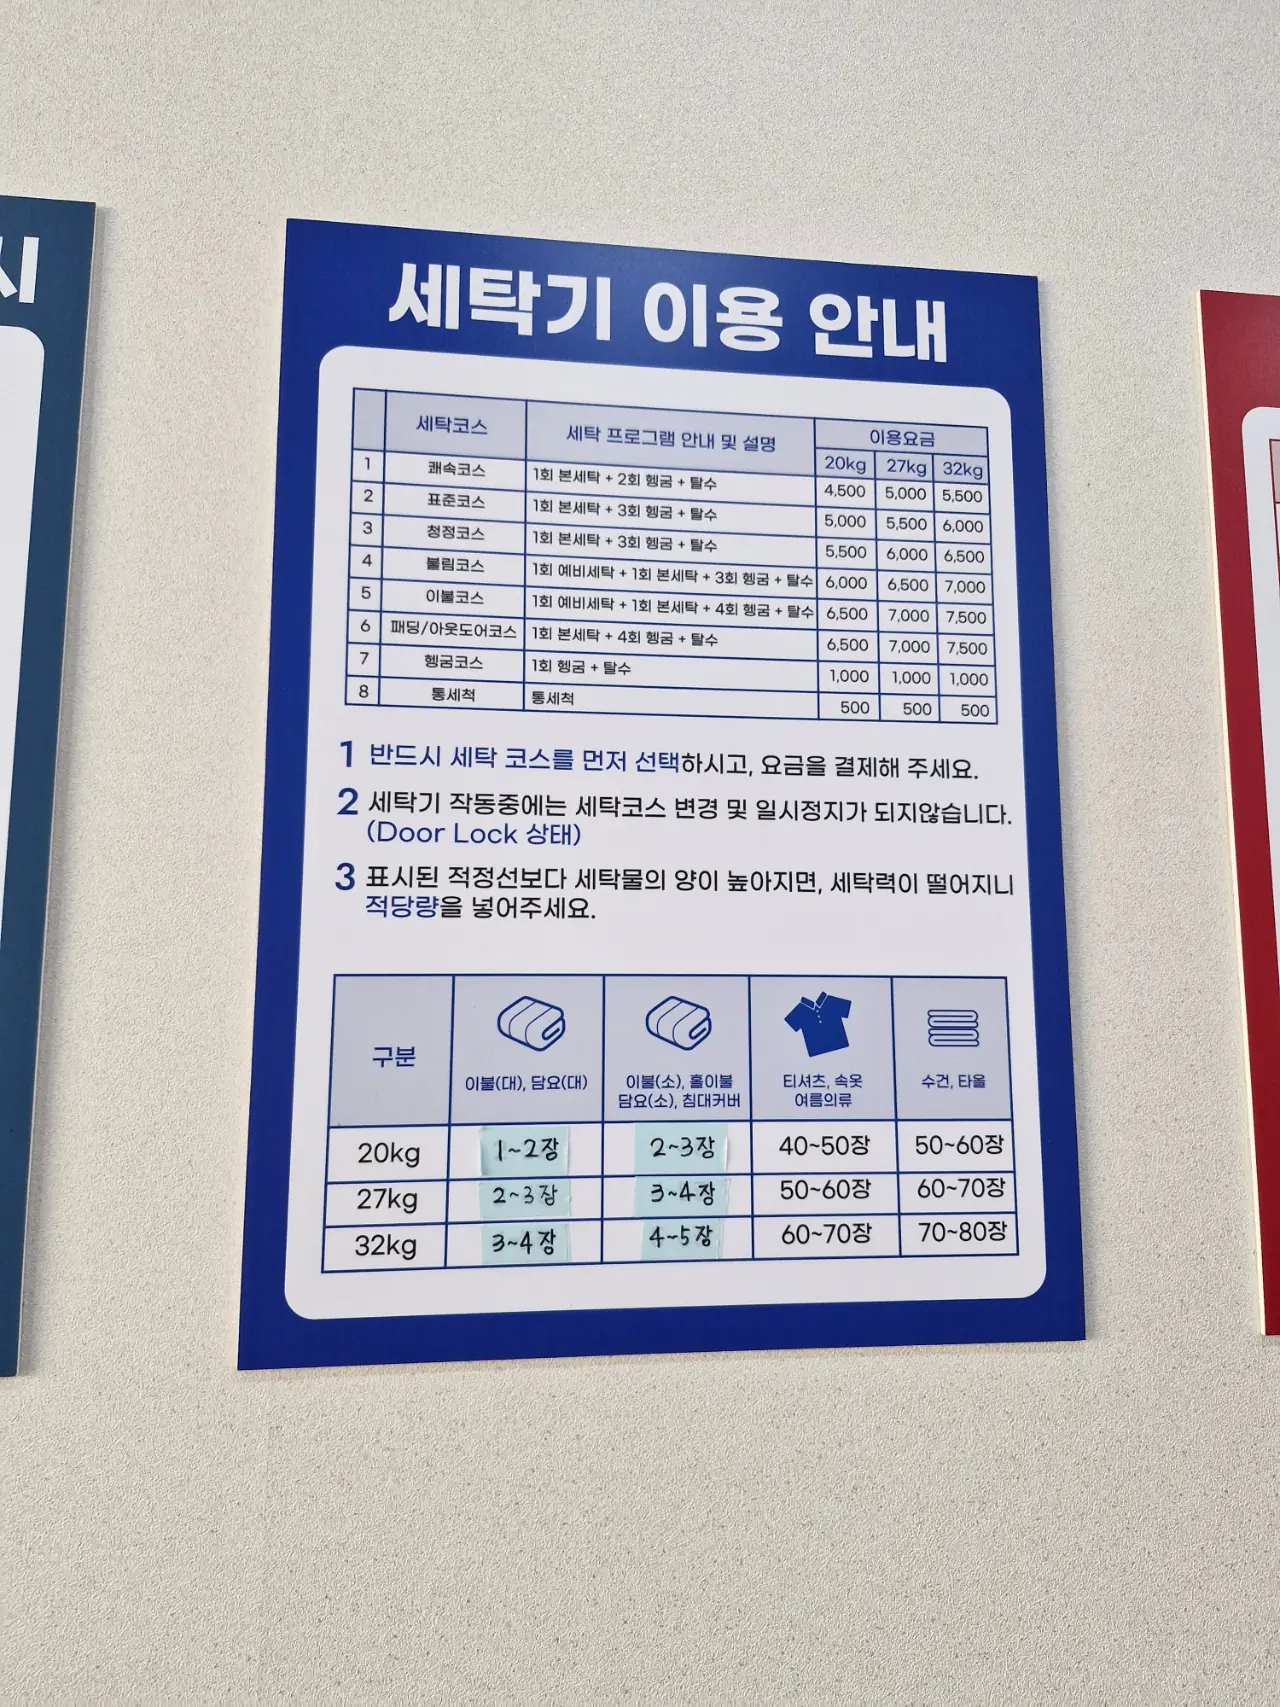 시
세탁기 이용 안내
세탁코스 세탁 프로그램 안내 및 설명 이용요금
20kg 27kg 32kg
1 쾌속코스 1회 본세탁 + 2회 헹굼 + 탈수 4,500 5,000 5,500
2 표준코스 1회 본세탁 + 3회 헹굼 + 탈수 5,000 5,500 6,000
3 청정코스 1회 본세탁 + 3회 헹굼 + 탈수 5,500 6,000 6,500
4 불림코스 1회 예비세탁 + 1회 본세탁 + 3회 헹굼 + 탈수 6,000 6,500 7,000
5 이불코스 1회 예비세탁 + 1회 본세탁 + 4회 헹굼 + 탈수 6,500 7,000 7,500
6 패딩/아웃도어코스 1회 본세탁 + 4회 헹굼 + 탈수 6,500 7,000 7,500
7 헹굼코스 1회 헹굼 + 탈수 1,000 1,000 1,000
8 통세척 통세척 500 500 500
1 반드시 세탁 코스를 먼저 선택하시고, 요금을 결제해 주세요.
2 세탁기 작동중에는 세탁코스 변경 및 일시정지가 되지않습니다.
(Door Lock 상태)
3 표시된 적정선보다 세탁물의 양이 높아지면, 세탁력이 떨어지니
적당량을 넣어주세요.
구분 이불(대), 담요(대) 이불(소), 홑이불 티셔츠, 속옷 수건, 타올
담요(소), 침대커버 여름의류
20kg 1~2장 2~3장 40~50장 50~60장
27kg 2~3장 3~4장 50~60장 60~70장
32kg 3~4장 4~5장 60~70장 70~80장